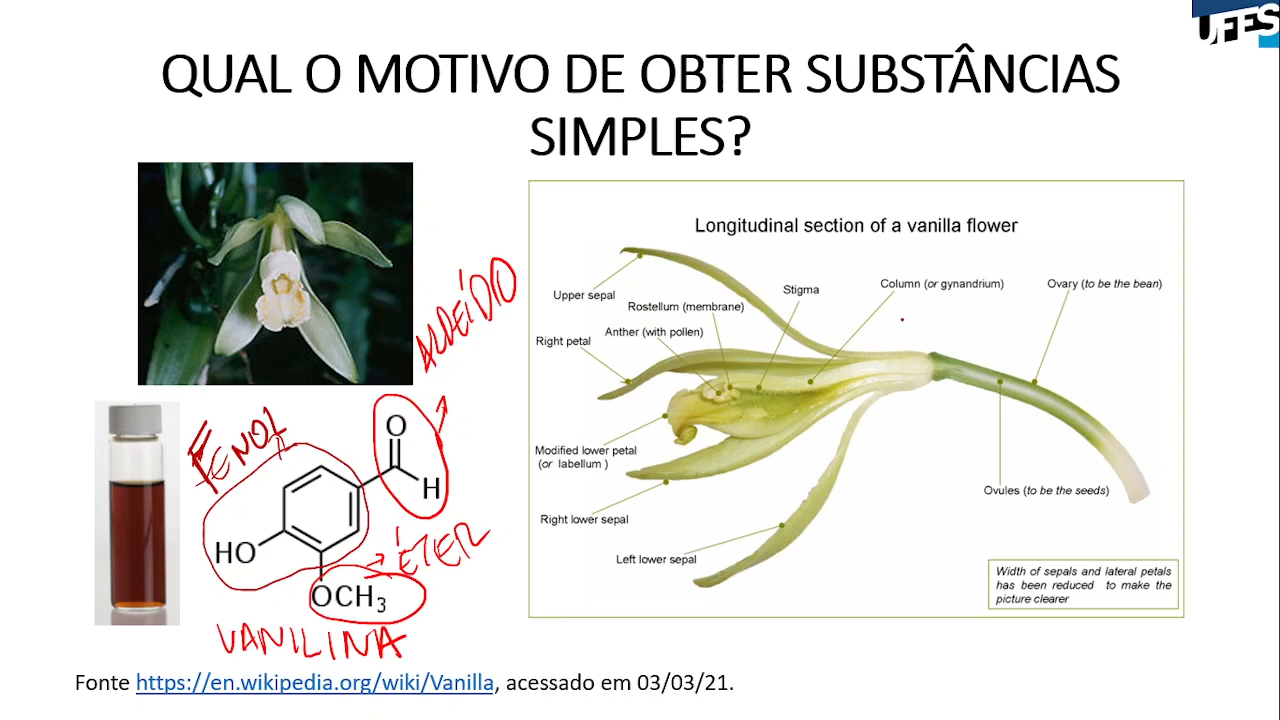 UFES
QUAL O MOTIVO DE OBTER SUBSTÂNCIAS
SIMPLES?
Longitudinal section of a vanilla flower
Upper sepal
Rostellum (membrane)
Stigma
Column (or gynandrium)
Ovary (to be the bean)
Anther (with pollen)
Right petal
Modified lower petal
(or labellum )
Right lower sepal
Left lower sepal
Ovules (to be the seeds)
Width of sepals and lateral petals
has been reduced to make the
picture clearer
ALDEÍDO
FENOL
O
H
HO
OCH3
ÉTER
VANILINA
Fonte https://en.wikipedia.org/wiki/Vanilla, acessado em 03/03/21.